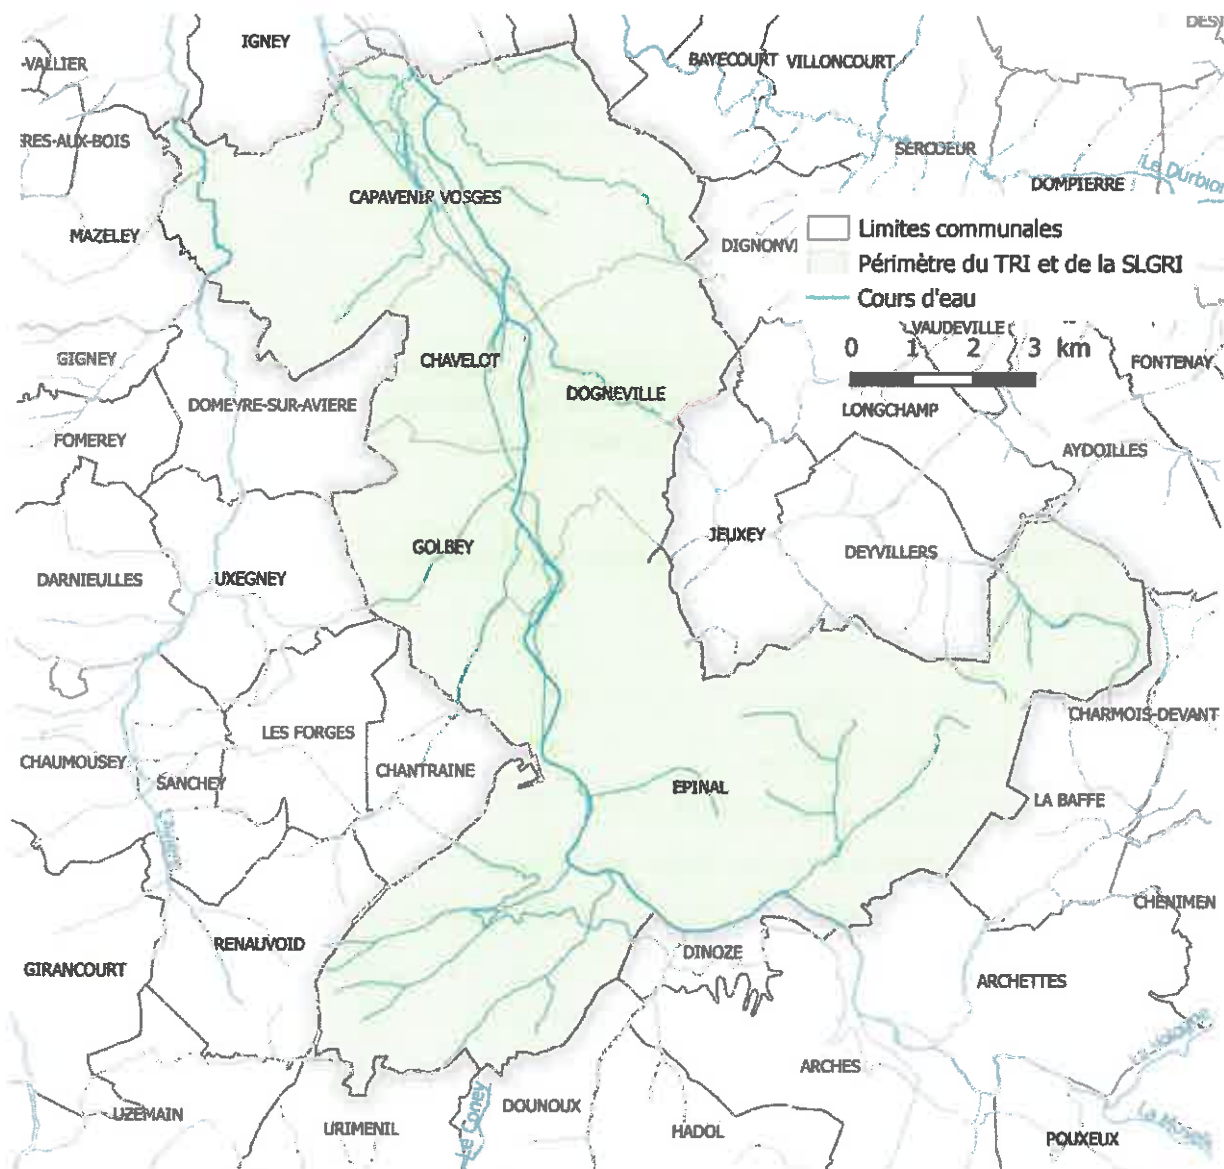 IGNEY
DES
-VALLIER
BAYECOURT
VILLONCOURT
RES-AUX-BOIS
SERCOEUR
Le Durbion
DOMPIERRE
CAPAVENIR VOSGES
MAZELEY
DIGNONVI
Limites communales
Périmètre du TRI et de la SLGRI
Cours d'eau
VAUDEVILLE
0 1 2 3 km
GIGNEY
CHAVELOT
FONTENAY
DOGNEVILLE
DOMEVRE-SUR-AVIERE
LONGCHAMP
FOMEREY
AYDOILLES
JEUXEY
GOLBEY
DEYVILLERS
DARNIEULLES
UXEGNEY
CHARMOIS-DEVANT
LES FORGES
CHAUMOUSEY
CHANTRAINE
SANCHEY
EPINAL
LA BAFFE
CHENIMEN
RENAUVOID
DINOZE
GIRANCOURT
ARCHETTES
ARCHES
Le Coney
DOUNOUX
UZEMAIN
URIMENIL
HADOL
POUXEUX